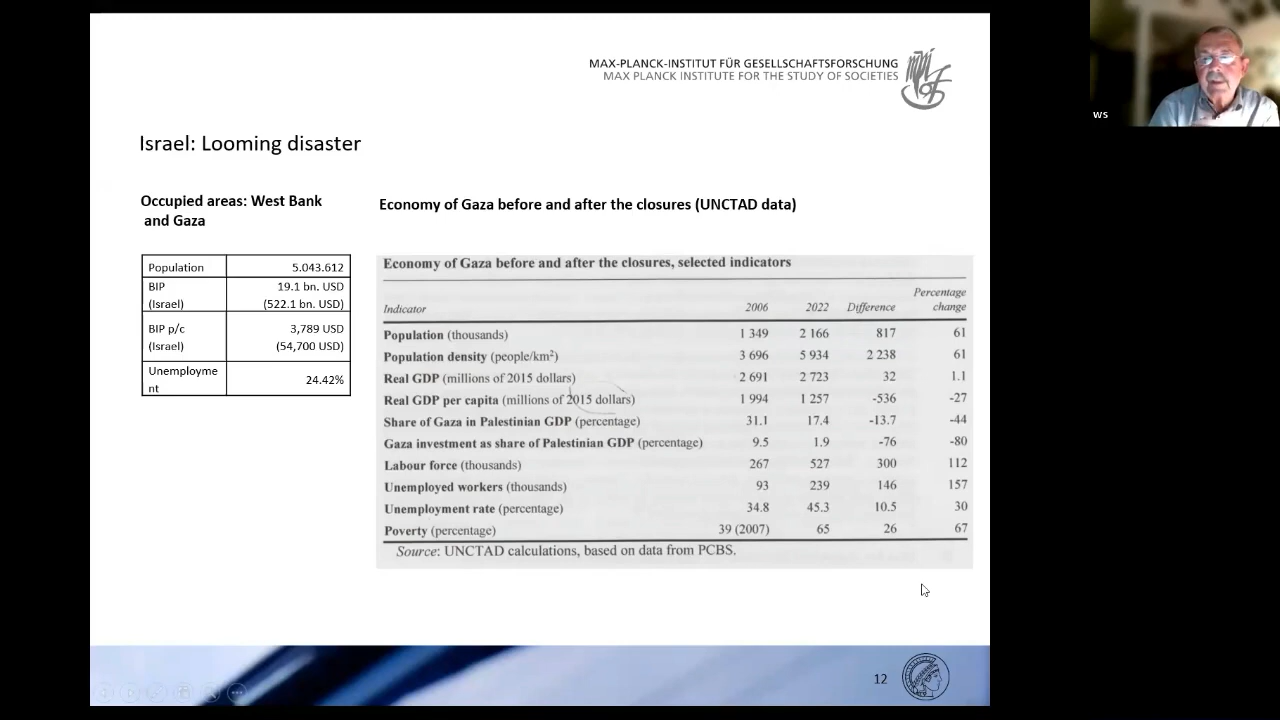 MAX-PLANCK-INSTITUT FÜR GESELLSCHAFTSFORSCHUNG
MAX PLANCK INSTITUTE FOR THE STUDY OF SOCIETIES
ws
Israel: Looming disaster
Occupied areas: West Bank
and Gaza
Population 5.043.612
BIP 19.1 bn. USD
(Israel) (522.1 bn. USD)
BIP p/c 3,789 USD
(Israel) (54,700 USD)
Unemployme
nt 24.42%
Economy of Gaza before and after the closures (UNCTAD data)
Economy of Gaza before and after the closures, selected indicators
Indicator 2006 2022 Difference Percentage change
Population (thousands) 1 349 2 166 817 61
Population density (people/km²) 3 696 5 934 2 238 61
Real GDP (millions of 2015 dollars) 2 691 2 723 32 1.1
Real GDP per capita (millions of 2015 dollars) 1 994 1 257 -536 -27
Share of Gaza in Palestinian GDP (percentage) 31.1 17.4 -13.7 -44
Gaza investment as share of Palestinian GDP (percentage) 9.5 1.9 -76 -80
Labour force (thousands) 267 527 300 112
Unemployed workers (thousands) 93 239 146 157
Unemployment rate (percentage) 34.8 45.3 10.5 30
Poverty (percentage) 39 (2007) 65 26 67
Source: UNCTAD calculations, based on data from PCBS.
12